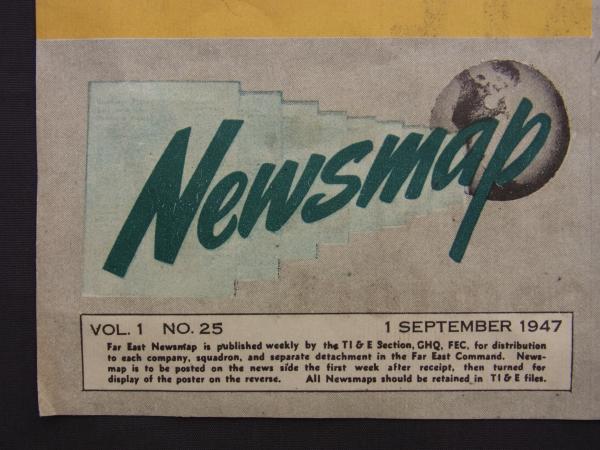 Newsmap
VOL. 1 NO. 25 1 SEPTEMBER 1947
Far East Newsmap is published weekly by the TI & E Section, GHQ, FEC, for distribution
to each company, squadron, and separate detachment in the Far East Command. News-
map is to be posted on the news side the first week after receipt, then turned for
display of the poster on the reverse. All Newsmaps should be retained in TI & E files.